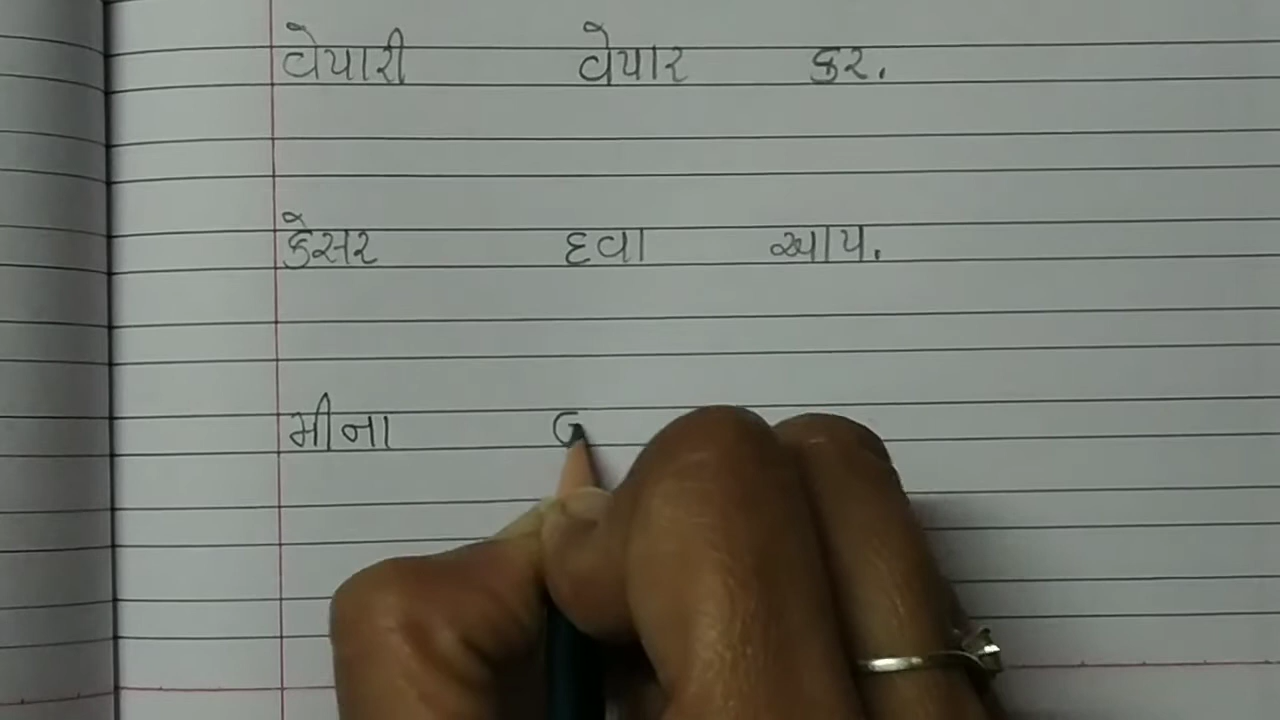 વેપારી વેપાર કર.
કેસર દવા આપ.
મીના